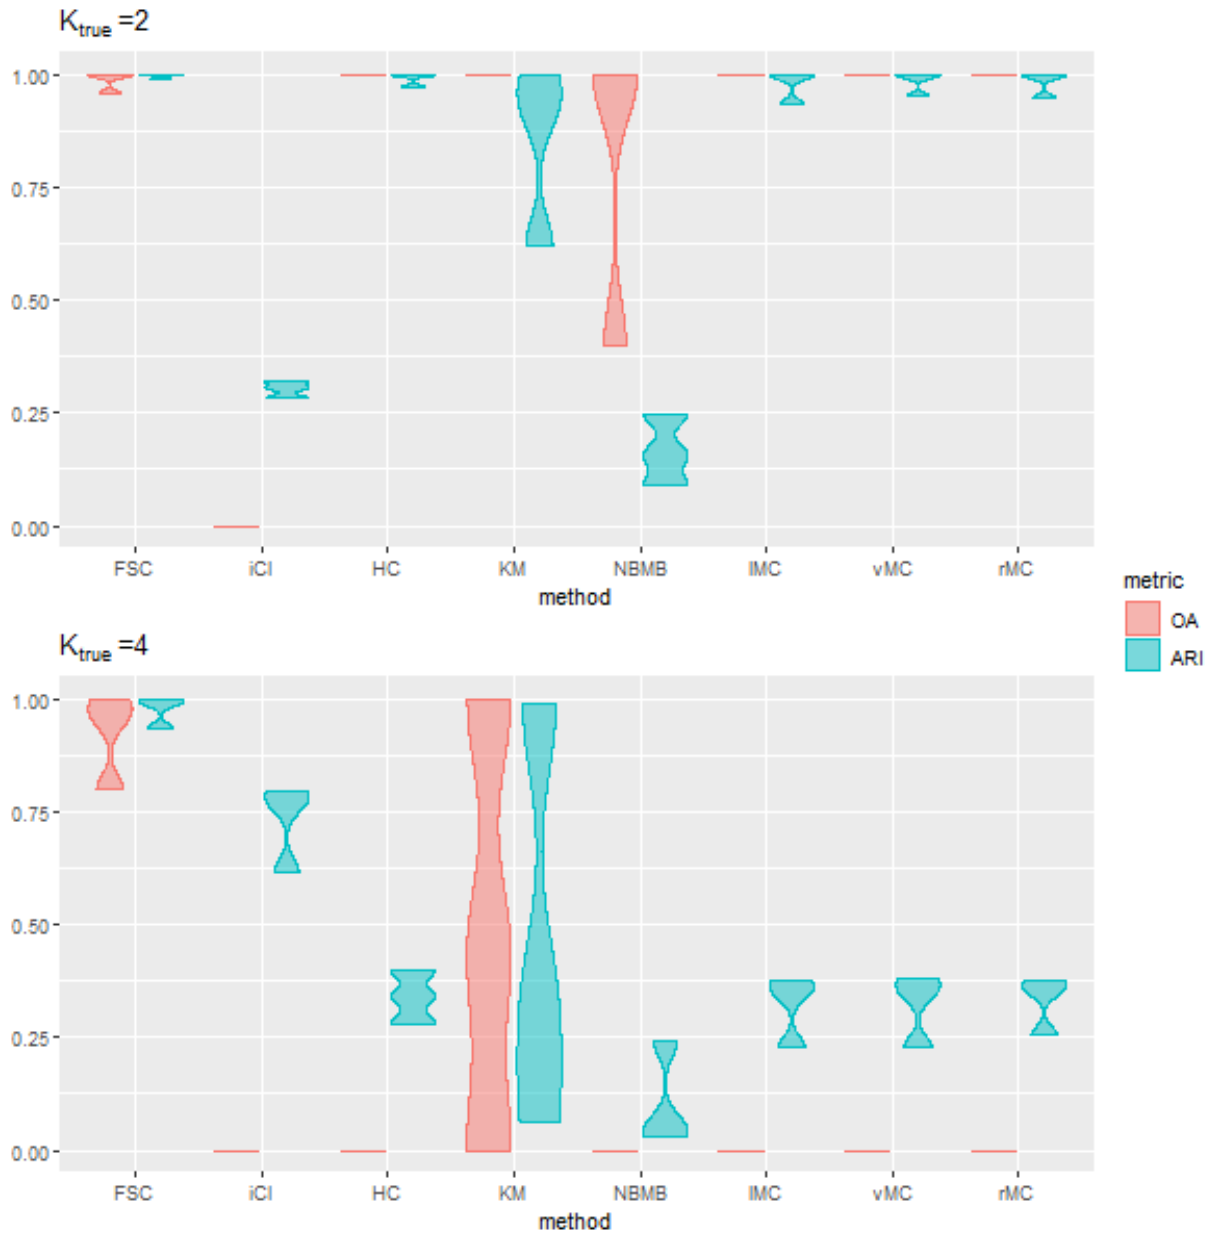 K_true =2
1.00
0.75
0.50
0.25
0.00
FSC iCl HC KM NBMB lMC vMC rMC
method
metric
OA
ARI
K_true =4
1.00
0.75
0.50
0.25
0.00
FSC iCl HC KM NBMB lMC vMC rMC
method